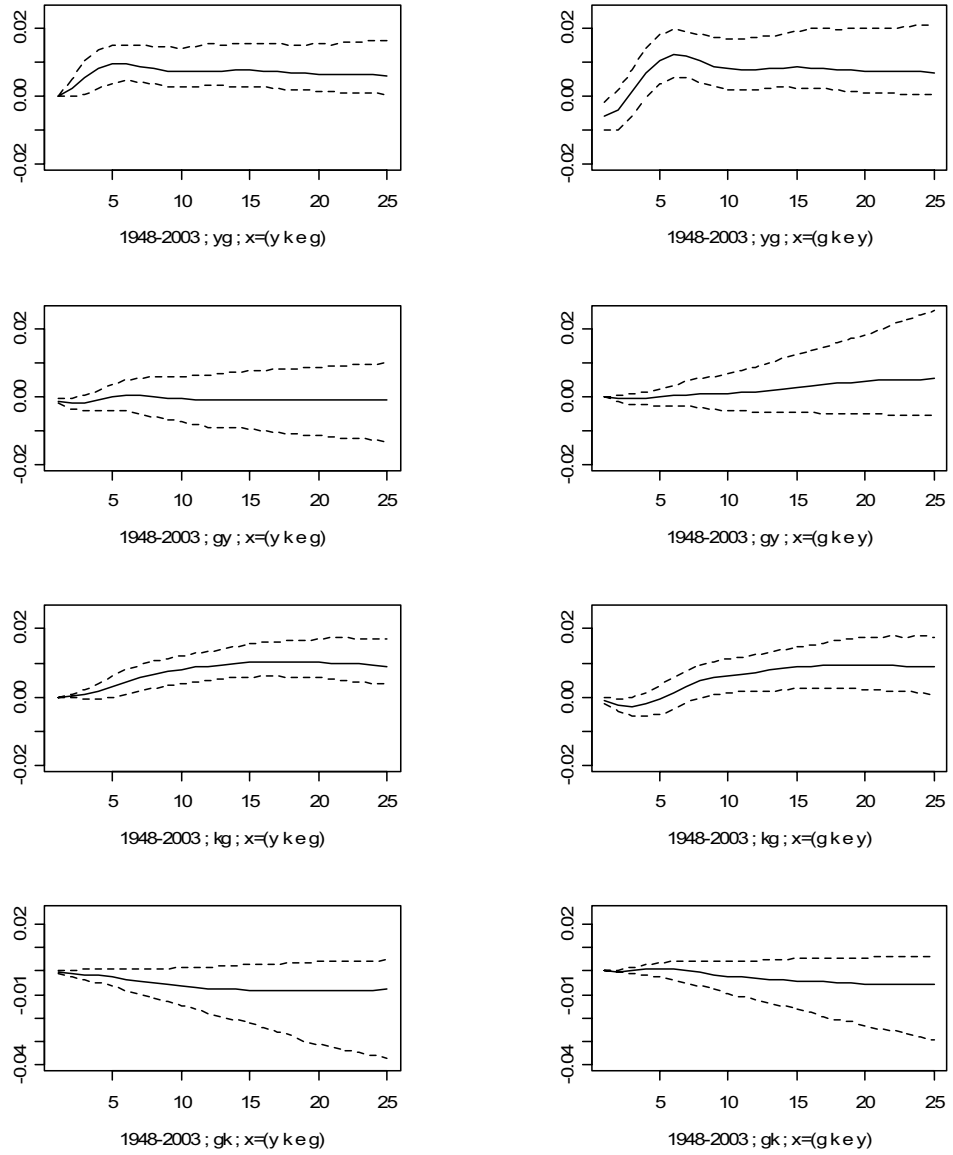 0.02
0.00
-0.02
5 10 15 20 25
1948-2003 ; yg ; x=(y k e g)
0.02
0.00
-0.02
5 10 15 20 25
1948-2003 ; yg ; x=(g k e y)
0.02
0.00
-0.02
5 10 15 20 25
1948-2003 ; gy ; x=(y k e g)
0.02
0.00
-0.02
5 10 15 20 25
1948-2003 ; gy ; x=(g k e y)
0.02
0.00
-0.02
5 10 15 20 25
1948-2003 ; kg ; x=(y k e g)
0.02
0.00
-0.02
5 10 15 20 25
1948-2003 ; kg ; x=(g k e y)
0.02
-0.01
-0.04
5 10 15 20 25
1948-2003 ; gk ; x=(y k e g)
0.02
-0.01
-0.04
5 10 15 20 25
1948-2003 ; gk ; x=(g k e y)